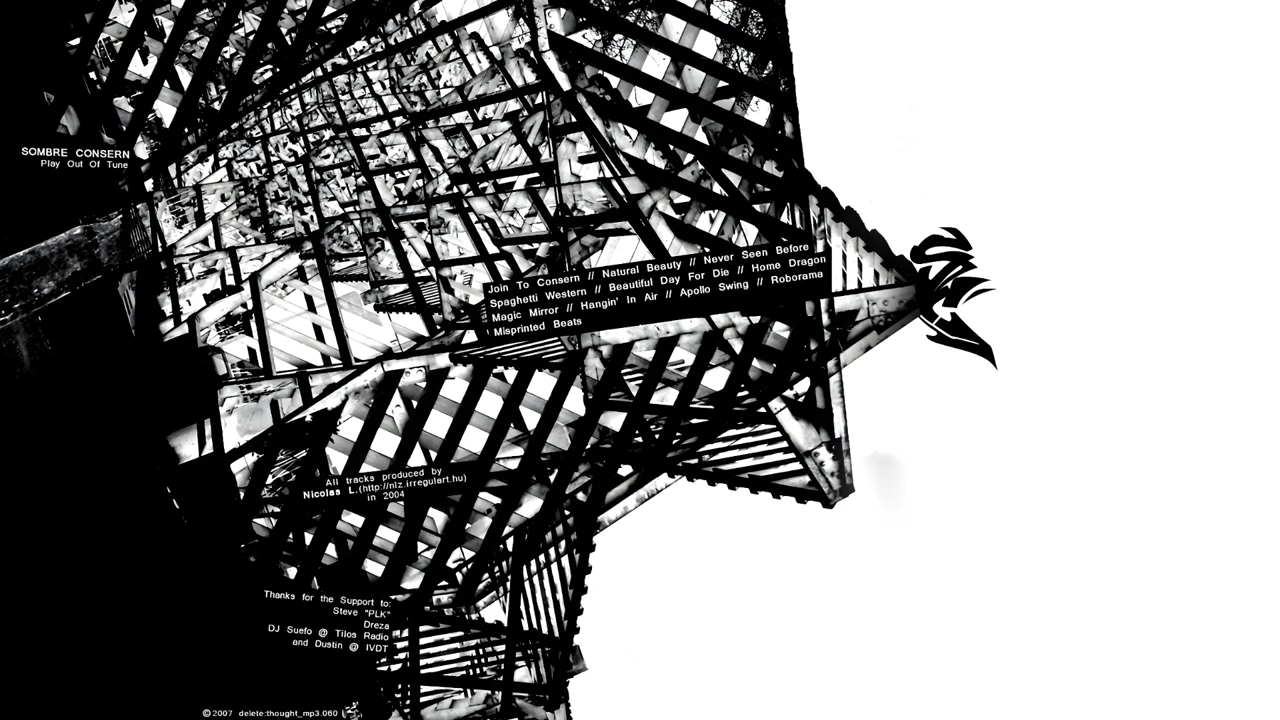 SOMBRE CONSERN
Play Out Of Tune
Join To Consern // Natural Beauty // Never Seen Before
Spaghetti Western // Beautiful Day For Die // Home Dragon
Magic Mirror // Hangin' In Air // Apollo Swing // Roborama
Misprinted Beats
All tracks produced by
Nicolas L.(http://nlz.irregulart.hu)
in 2004
Thanks for the Support to:
Steve "PLK"
Dreza
DJ Suefo @ Tilos Radio
and Dustin @ IVDT
©2007 delete:thought_mp3.060